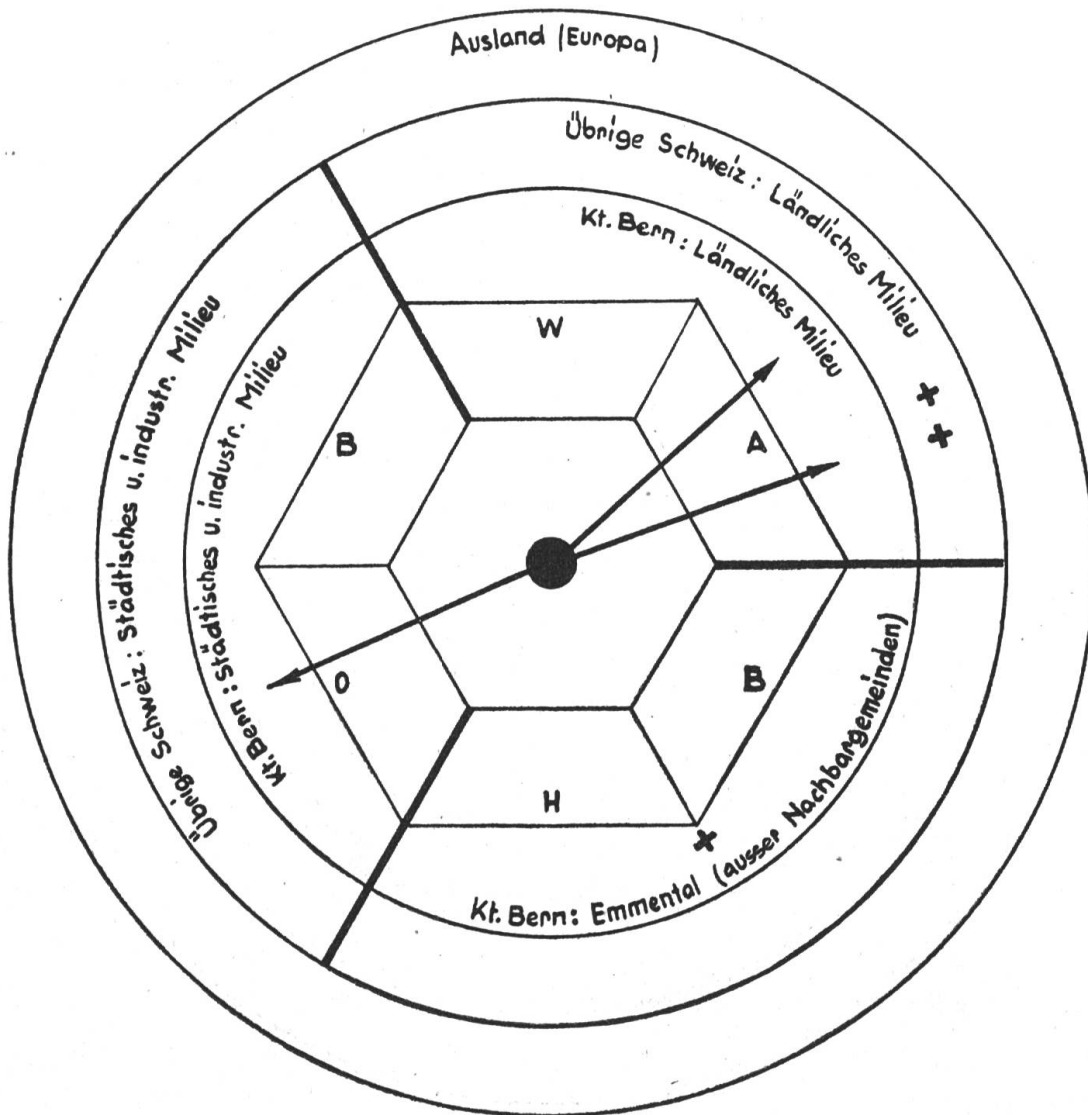 Ausland (Europa)
Übrige Schweiz: Ländliches Milieu
Kt. Bern: Ländliches Milieu
Übrige Schweiz: Städtisches u. industr. Milieu
Kt. Bern: Städtisches u. industr. Milieu
W
B
A
O
B
H
Kt. Bern: Emmental (ausser Nachbargemeinden)